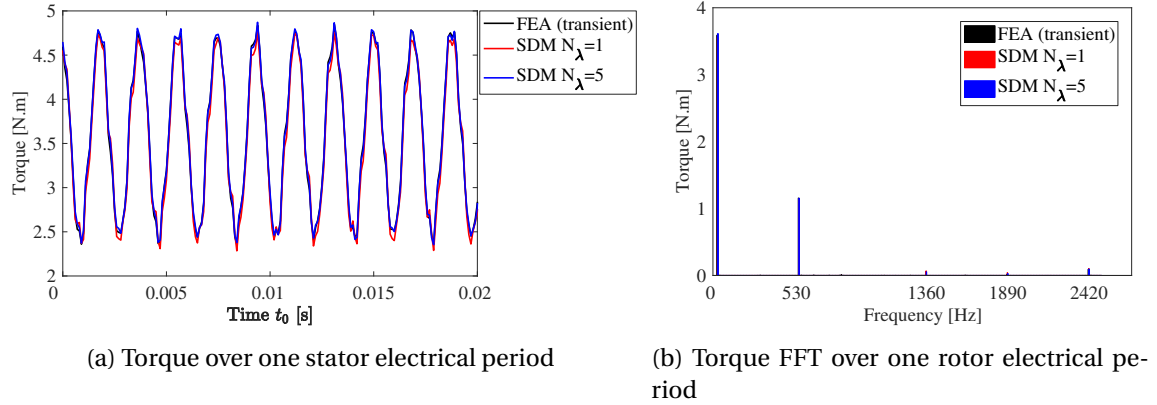 5
4.5
4
3.5
3
2.5
2
Torque [N.m]
0
0.005
0.01
0.015
0.02
Time t0 [s]
FEA (transient)
SDM Nλ=1
SDM Nλ=5
(a) Torque over one stator electrical period
4
3
2
1
0
Torque [N.m]
0
530
1360
1890
2420
Frequency [Hz]
FEA (transient)
SDM Nλ=1
SDM Nλ=5
(b) Torque FFT over one rotor electrical pe-
riod